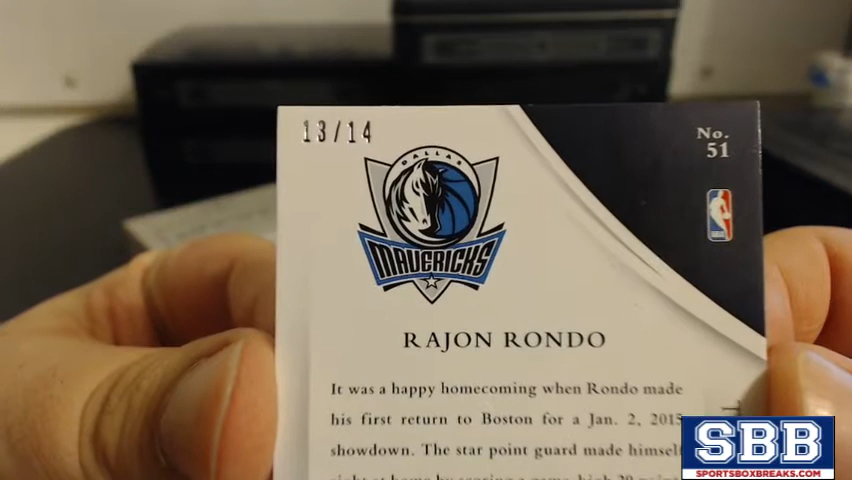 13/14
No.
51
DALLAS
MAVERICKS
NBA
RAJON RONDO
It was a happy homecoming when Rondo made
his first return to Boston for a Jan. 2, 2015
showdown. The star point guard made himself
SBB
SPORTSBOXBREAKS.COM